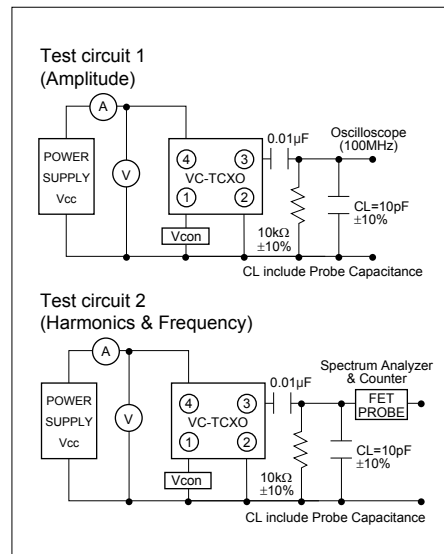 Test circuit 1
(Amplitude)
A
0.01µF
Oscilloscope
(100MHz)
POWER
SUPPLY
Vcc
V
4
3
VC-TCXO
1
2
Vcon
10kΩ
±10%
CL=10pF
±10%
CL include Probe Capacitance
Test circuit 2
(Harmonics & Frequency)
A
0.01µF
Spectrum Analyzer
& Counter
FET
PROBE
POWER
SUPPLY
Vcc
V
4
3
VC-TCXO
1
2
Vcon
10kΩ
±10%
CL=10pF
±10%
CL include Probe Capacitance